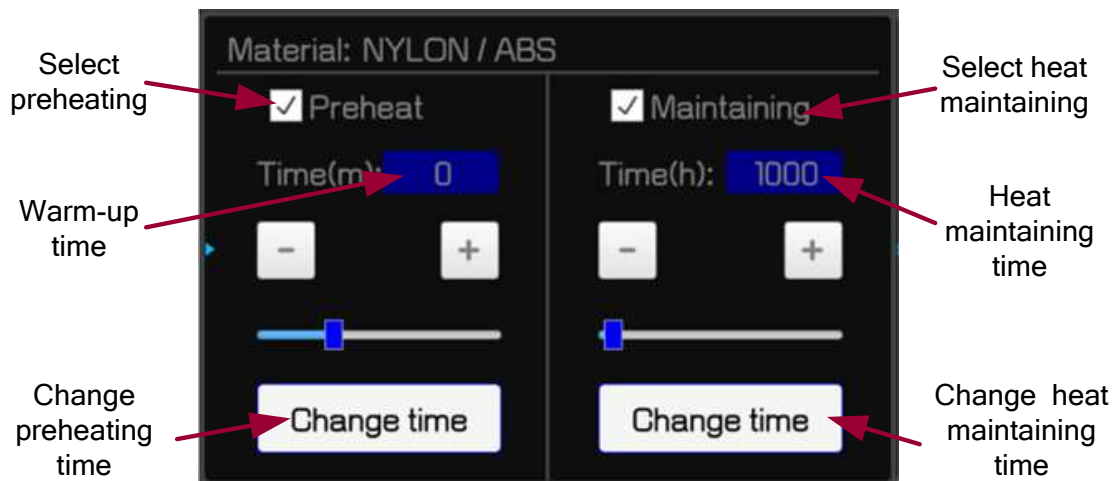 Material: NYLON / ABS
Select
preheating
Preheat
Maintaining
Select heat
maintaining
Time(m): 0
Time(h): 1000
Warm-up
time
Heat
maintaining
time
- +
- +
Change
preheating
time
Change time
Change time
Change heat
maintaining
time